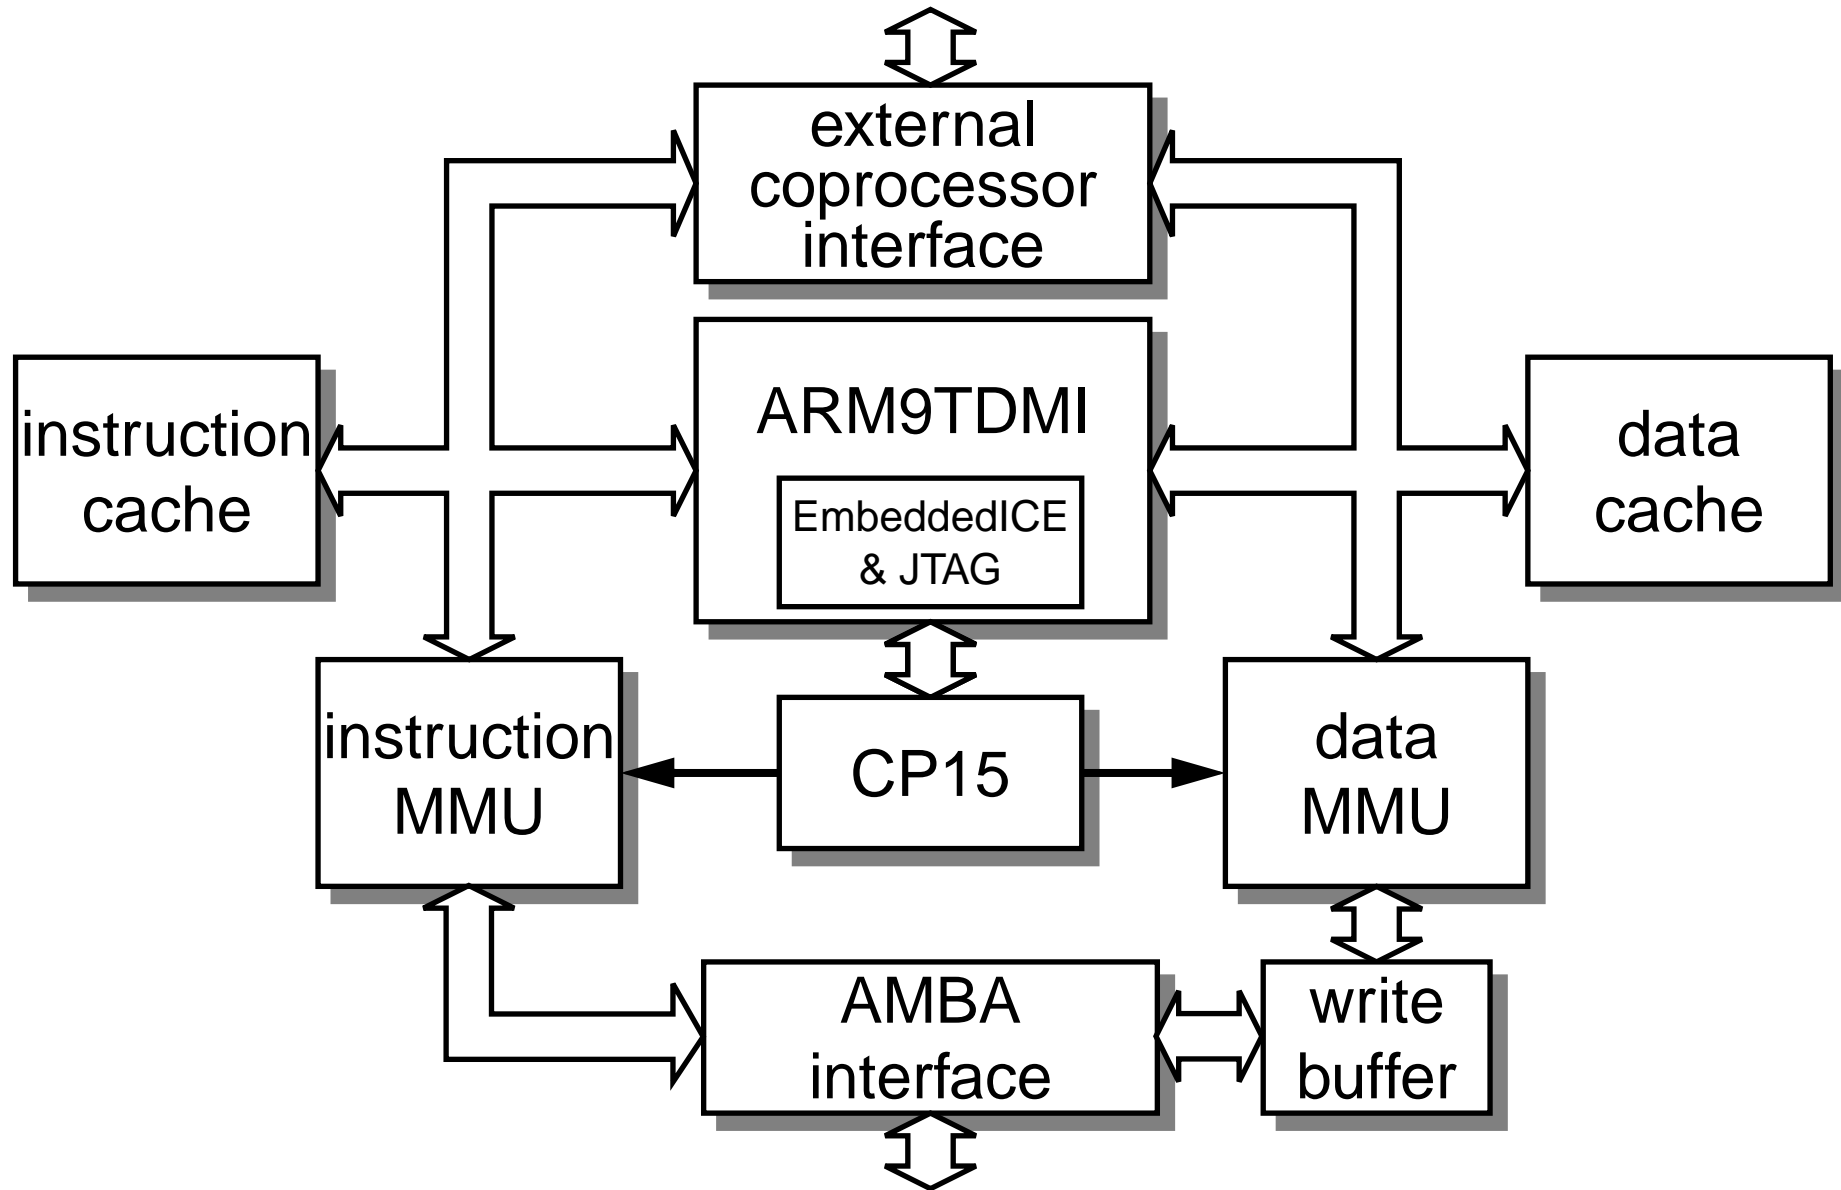 external
coprocessor
interface
instruction
cache
ARM9TDMI
EmbeddedICE
& JTAG
data
cache
instruction
MMU
CP15
data
MMU
AMBA
interface
write
buffer